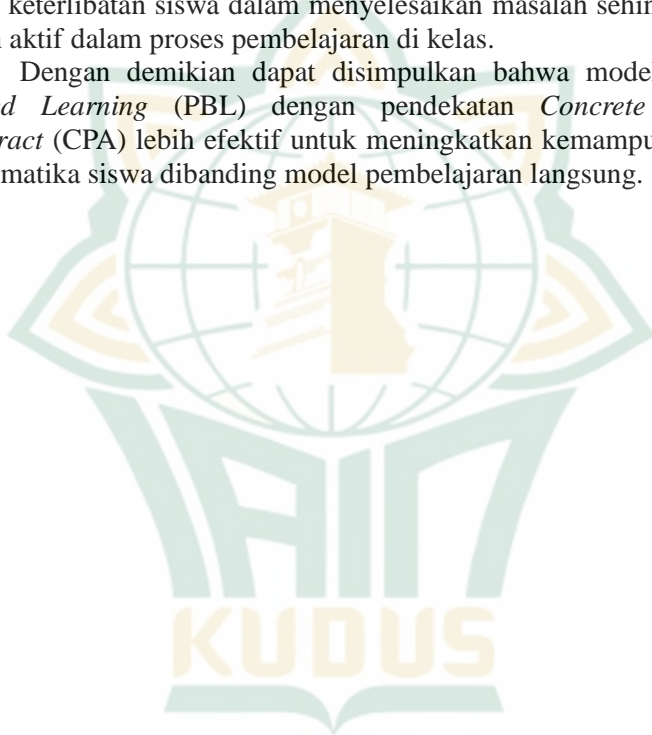 keterlibatan siswa dalam menyelesaikan masalah sehin
aktif dalam proses pembelajaran di kelas.
Dengan demikian dapat disimpulkan bahwa model
Learning (PBL) dengan pendekatan Concrete
(CPA) lebih efektif untuk meningkatkan kemampu
matika siswa dibanding model pembelajaran langsung.
IAIN
KUDUS